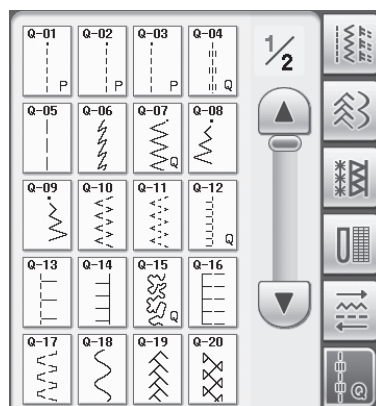 Q-01 Q-02 Q-03 Q-04
P P P Q
1/2
Q-05 Q-06 Q-07 Q-08
Q
Q-09 Q-10 Q-11 Q-12
Q
Q-13 Q-14 Q-15 Q-16
Q
Q-17 Q-18 Q-19 Q-20
Q